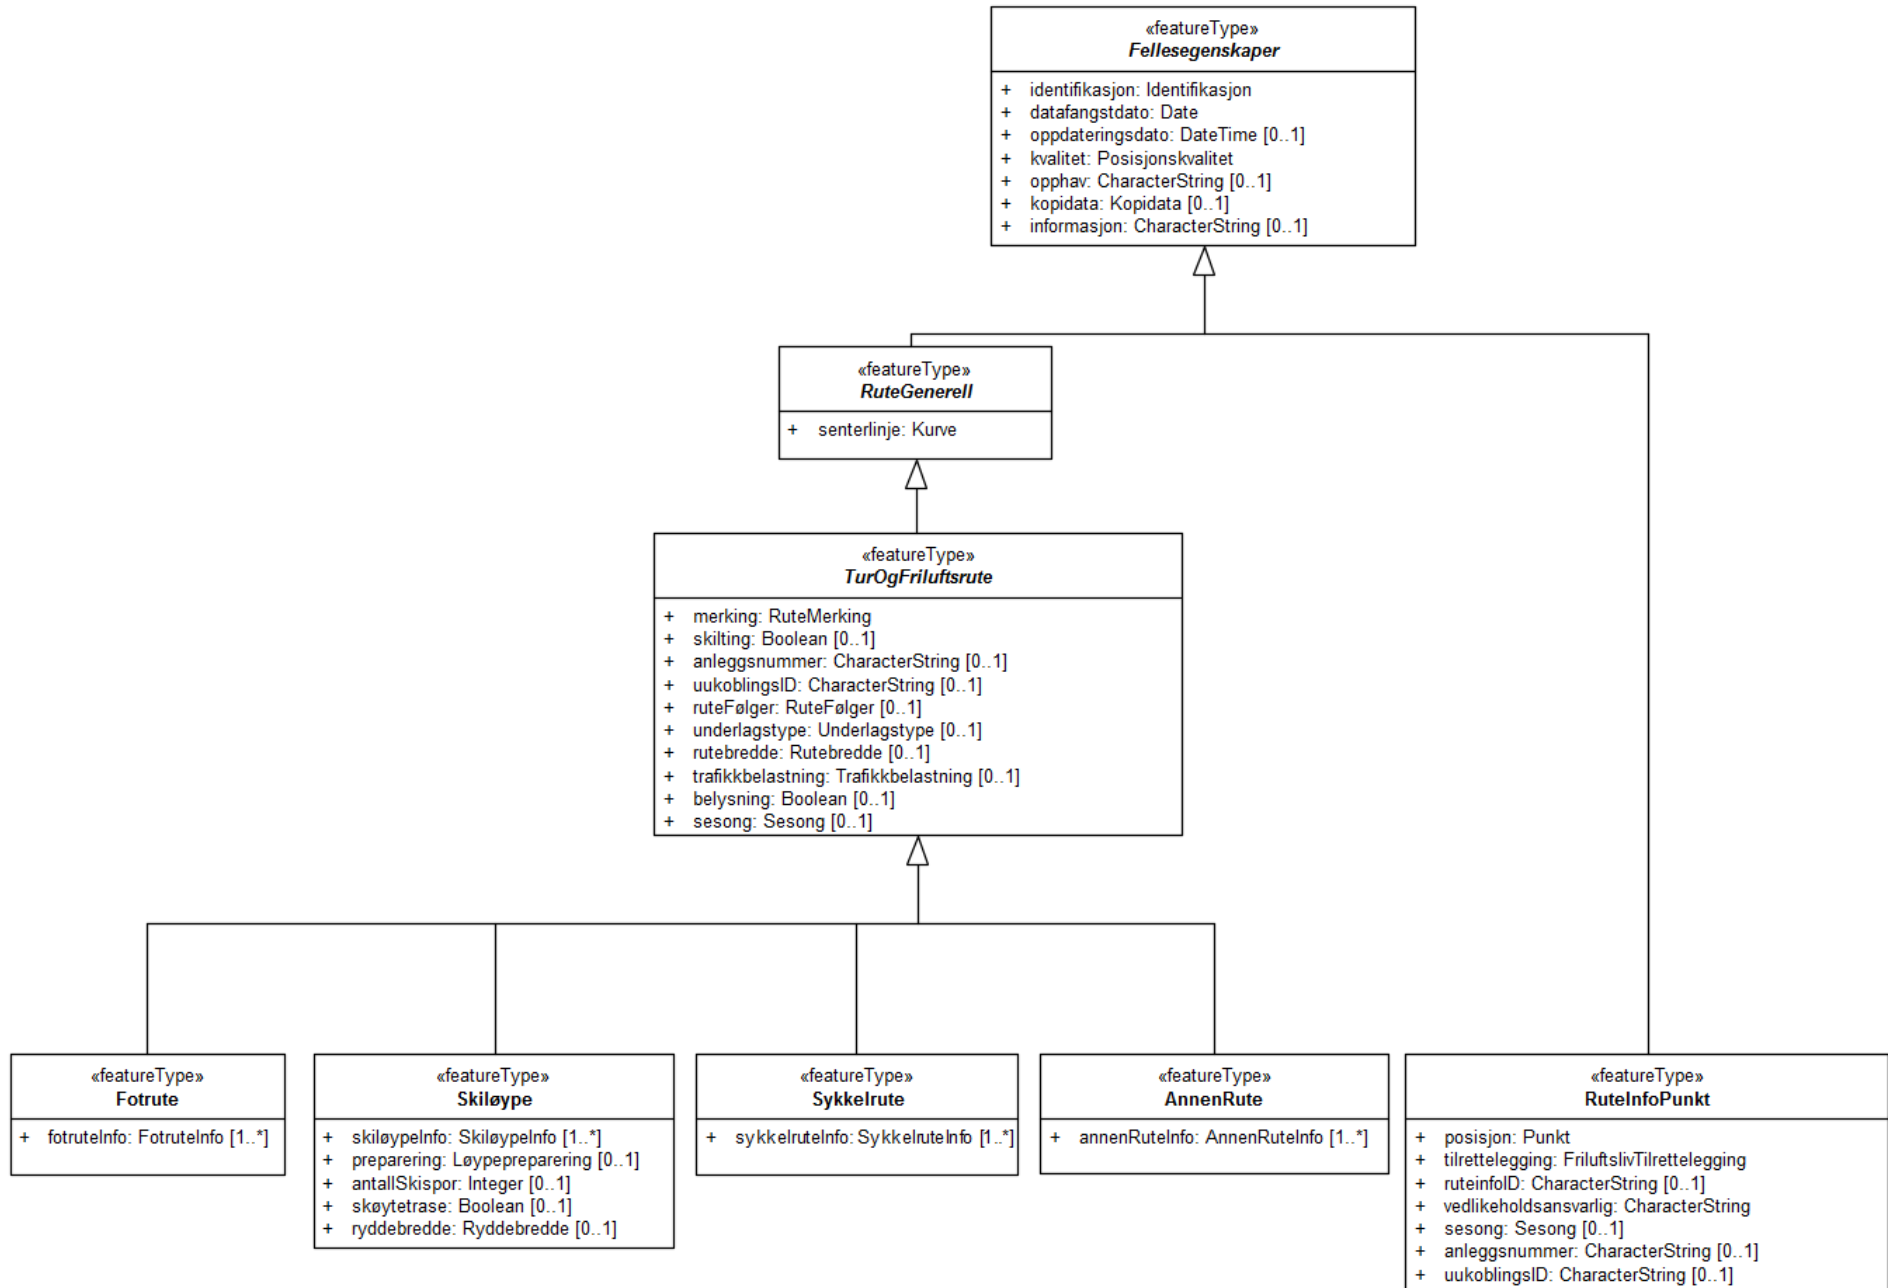 «featureType»
Fellesegenskaper
+ identifikasjon: Identifikasjon
+ datafangstdato: Date
+ oppdateringsdato: DateTime [0..1]
+ kvalitet: Posisjonskvalitet
+ opphav: CharacterString [0..1]
+ kopidata: Kopidata [0..1]
+ informasjon: CharacterString [0..1]
«featureType»
RuteGenerell
+ senterlinje: Kurve
«featureType»
TurOgFriluftsrute
+ merking: RuteMerking
+ skilting: Boolean [0..1]
+ anleggsnummer: CharacterString [0..1]
+ uukoblingsID: CharacterString [0..1]
+ ruteFølger: RuteFølger [0..1]
+ underlagstype: Underlagstype [0..1]
+ rutebredde: Rutebredde [0..1]
+ trafikkbelastning: Trafikkbelastning [0..1]
+ belysning: Boolean [0..1]
+ sesong: Sesong [0..1]
«featureType»
Fotrute
+ fotruteInfo: FotruteInfo [1..*]
«featureType»
Skiløype
+ skiløypeInfo: SkiløypeInfo [1..*]
+ preparering: Løypepreparering [0..1]
+ antallSkispor: Integer [0..1]
+ skøytetrase: Boolean [0..1]
+ ryddebredde: Ryddebredde [0..1]
«featureType»
Sykkelrute
+ sykkelruteInfo: SykkelruteInfo [1..*]
«featureType»
AnnenRute
+ annenRuteInfo: AnnenRuteInfo [1..*]
«featureType»
RuteInfoPunkt
+ posisjon: Punkt
+ tilrettelegging: FriluftslivTilrettelegging
+ ruteinfoID: CharacterString [0..1]
+ vedlikeholdsansvarlig: CharacterString
+ sesong: Sesong [0..1]
+ anleggsnummer: CharacterString [0..1]
+ uukoblingsID: CharacterString [0..1]